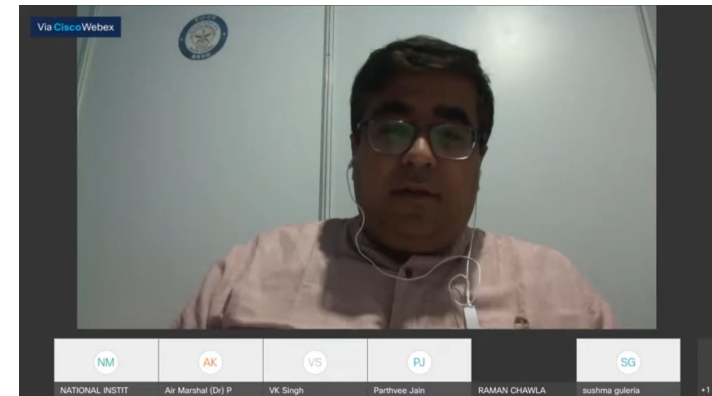 Via Cisco Webex
NM
AK
VS
PJ
SG
NATIONAL INSTIT
Air Marshal (Dr) P
VK Singh
Parthvee Jain
RAMAN CHAWLA
sushma guleria
+1